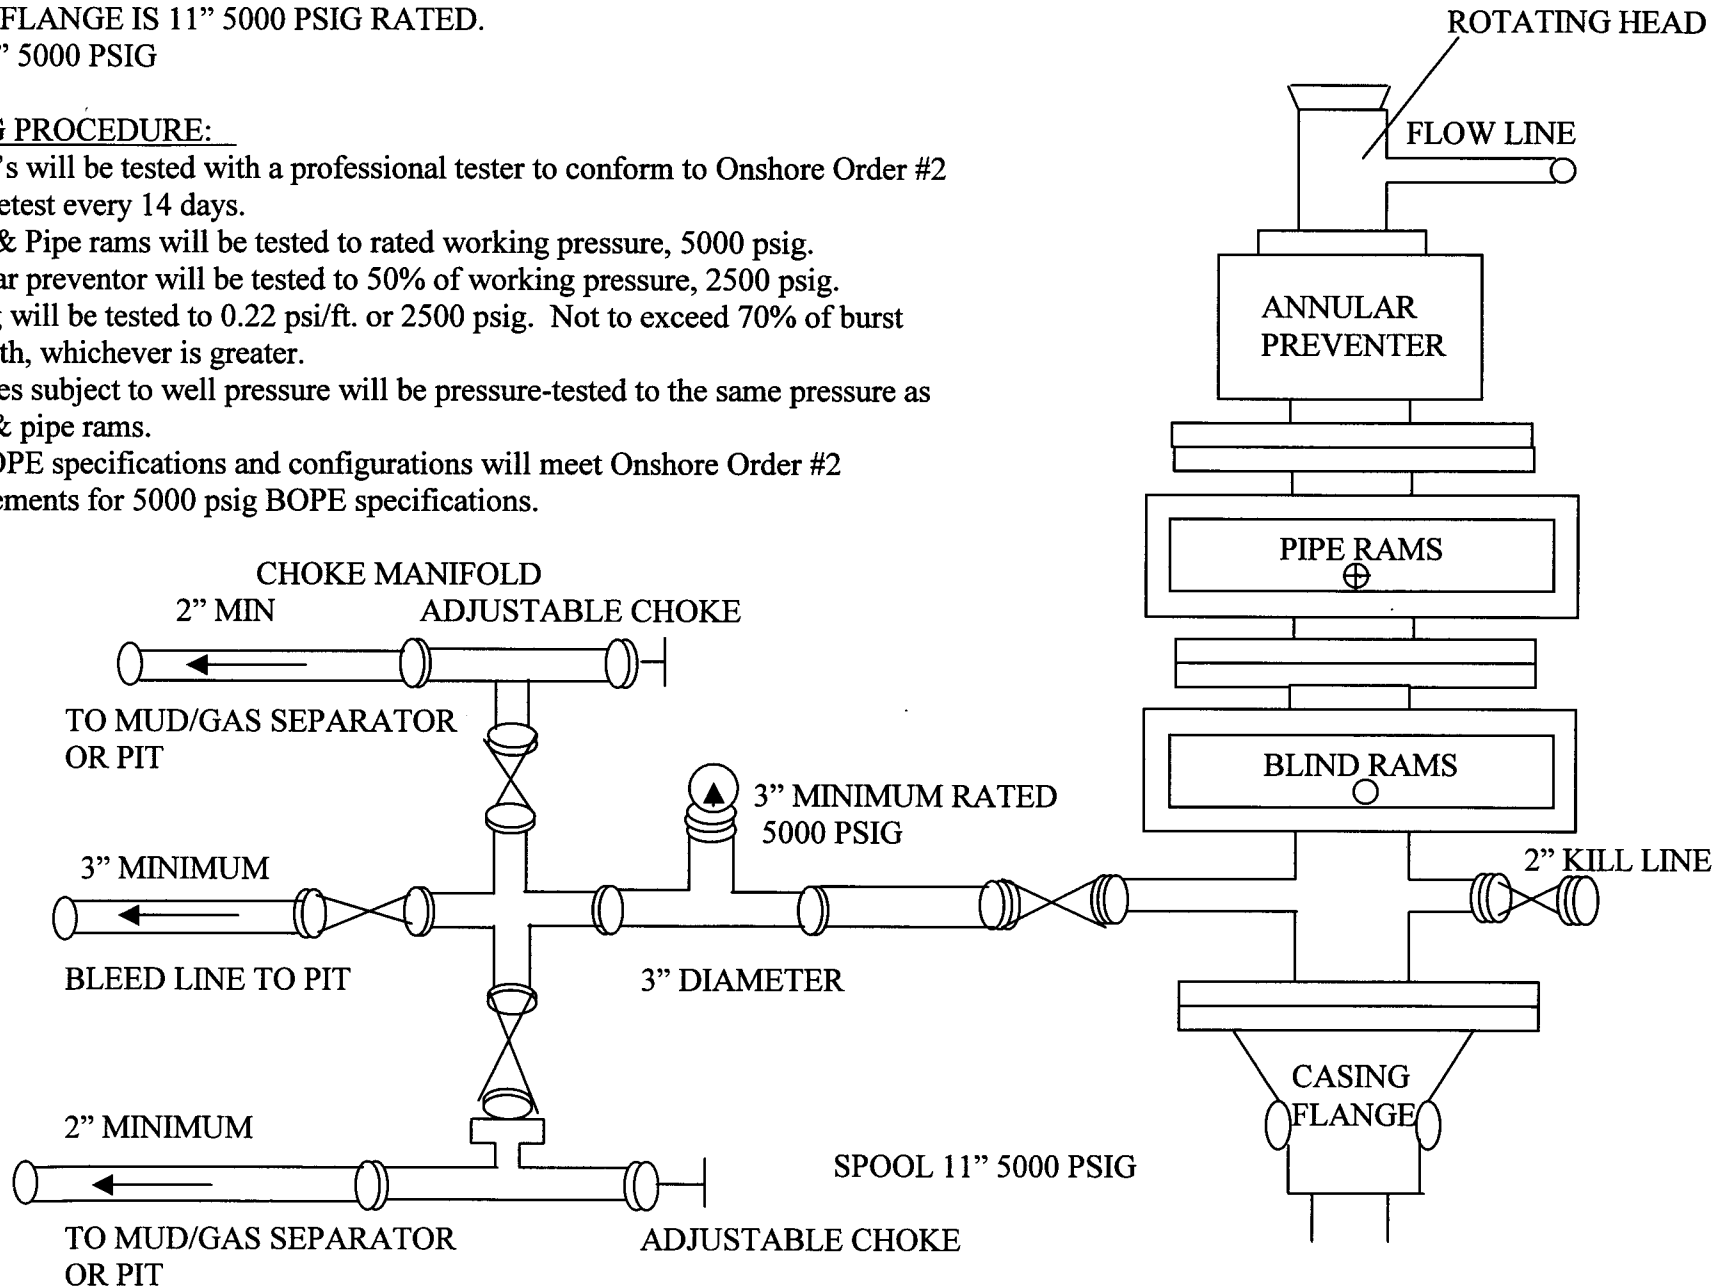 FLANGE IS 11” 5000 PSIG RATED.
” 5000 PSIG
G PROCEDURE:
’s will be tested with a professional tester to conform to Onshore Order #2
etest every 14 days.
& Pipe rams will be tested to rated working pressure, 5000 psig.
ar preventor will be tested to 50% of working pressure, 2500 psig.
will be tested to 0.22 psi/ft. or 2500 psig.  Not to exceed 70% of burst
th, whichever is greater.
es subject to well pressure will be pressure-tested to the same pressure as
& pipe rams.
OPE specifications and configurations will meet Onshore Order #2
ements for 5000 psig BOPE specifications.
ROTATING HEAD
FLOW LINE
ANNULAR
PREVENTER
PIPE RAMS
BLIND RAMS
2” KILL LINE
CASING
FLANGE
CHOKE MANIFOLD
2” MIN
ADJUSTABLE CHOKE
TO MUD/GAS SEPARATOR
OR PIT
3” MINIMUM RATED
5000 PSIG
3” MINIMUM
BLEED LINE TO PIT
3” DIAMETER
2” MINIMUM
SPOOL 11” 5000 PSIG
TO MUD/GAS SEPARATOR
OR PIT
ADJUSTABLE CHOKE